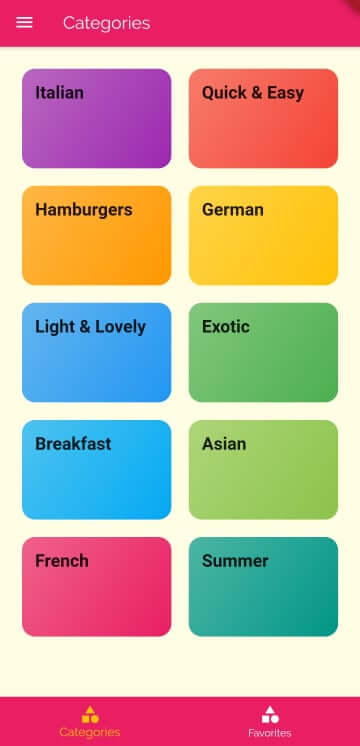 Categories
Italian
Quick & Easy
Hamburgers
German
Light & Lovely
Exotic
Breakfast
Asian
French
Summer
Categories
Favorites